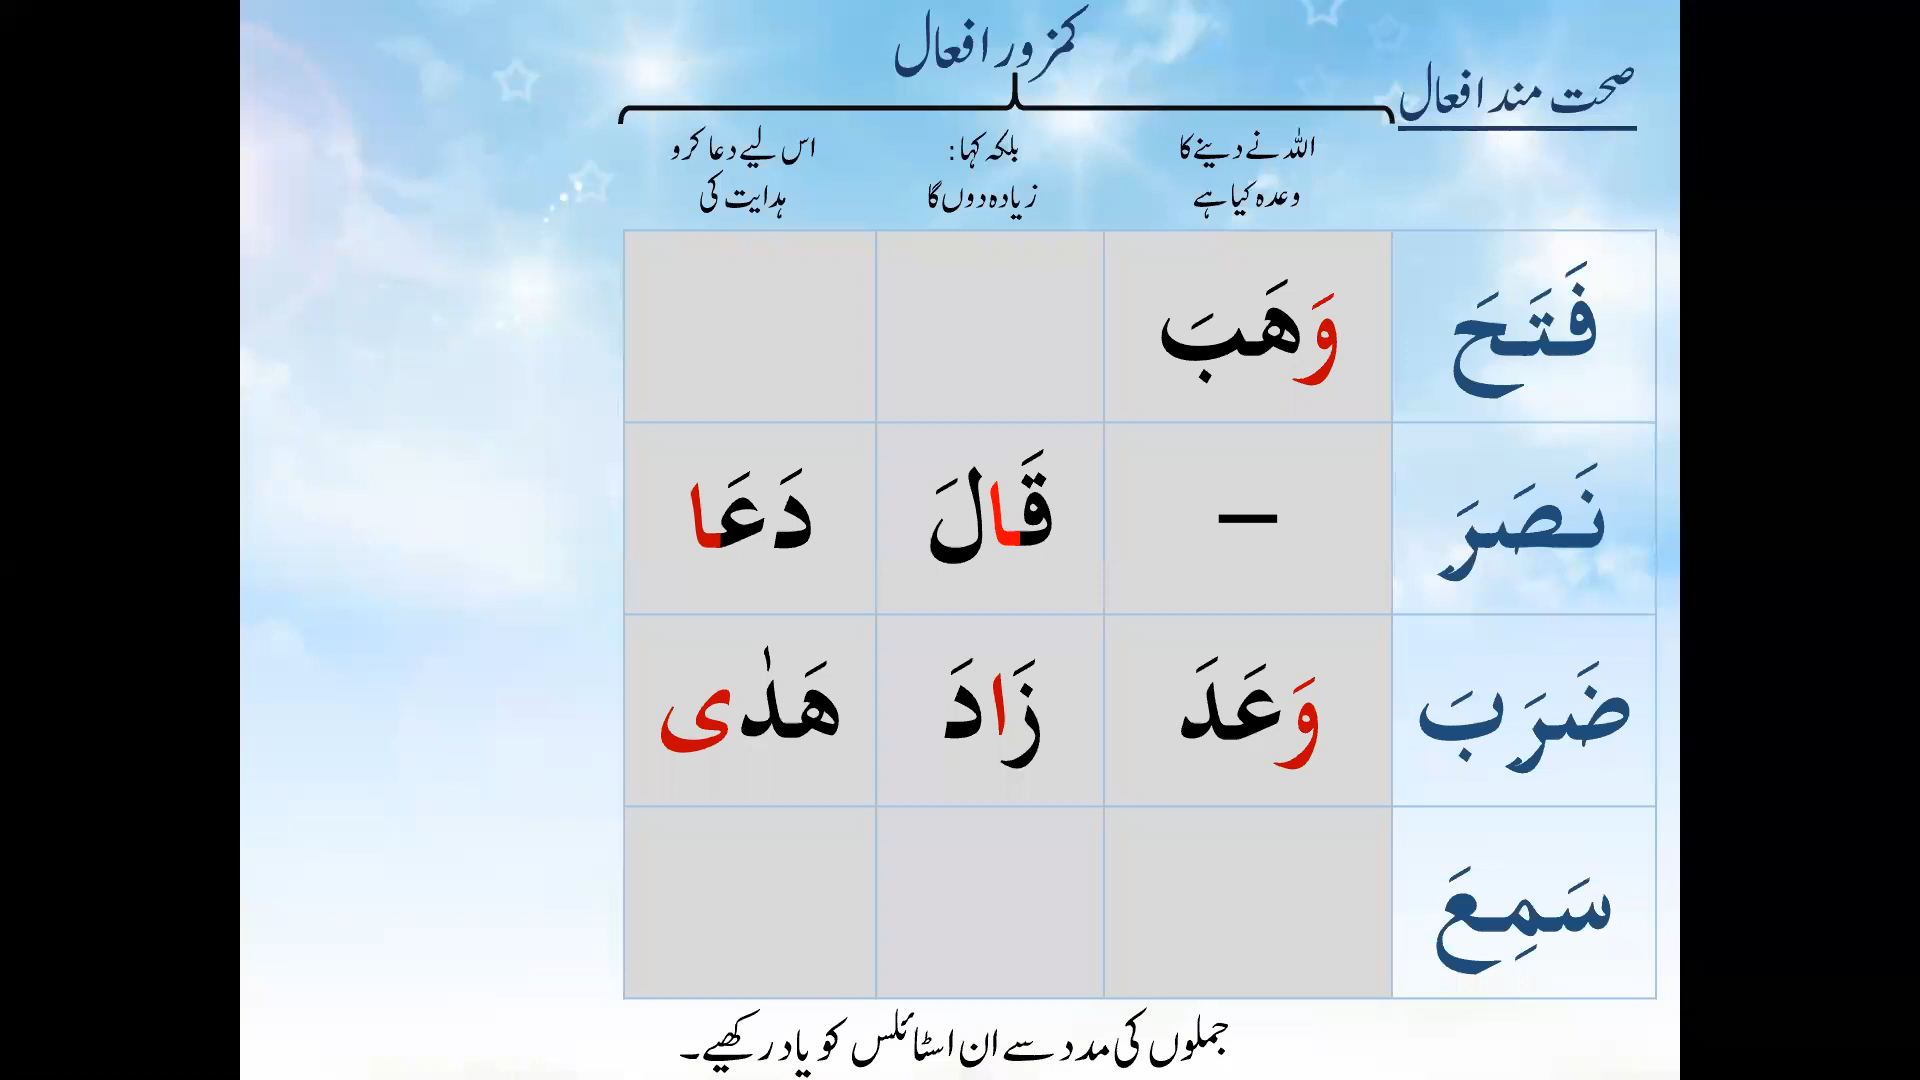 کمزور افعال
صحت مند افعال
اللہ نے دینے کا
وعدہ کیا ہے
بلکہ کہا:
زیادہ دوں گا
اس لیے دعا کرو
ہدایت کی
فَتَحَ وَهَبَ
نَصَرَ – قَالَ دَعَا
ضَرَبَ وَعَدَ زَادَ هَدٰى
سَمِعَ
جملوں کی مدد سے ان اسٹائلس کو یاد رکھیے۔